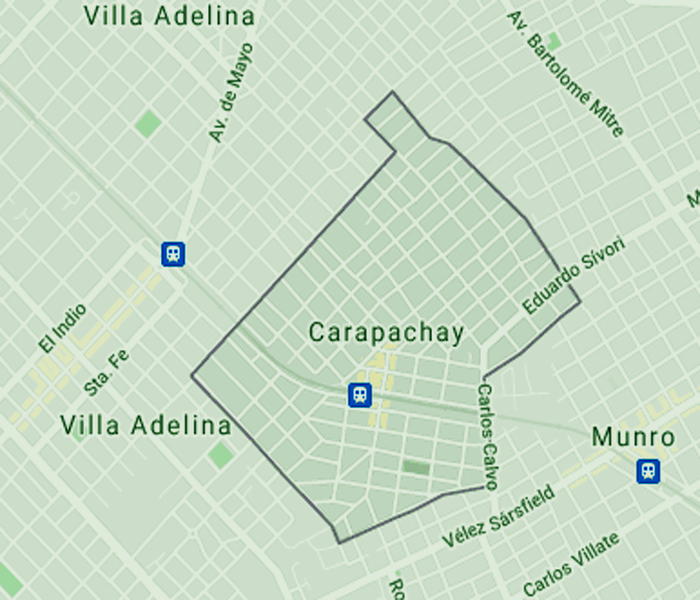 Villa Adelina
Av. Bartolomé Mitre
Av. de Mayo
M
Eduardo Sívori
El Indio
Carapachay
Sta. Fe
Carlos Calvo
Villa Adelina
Munro
Vélez Sársfield
Carlos Villate
Ro